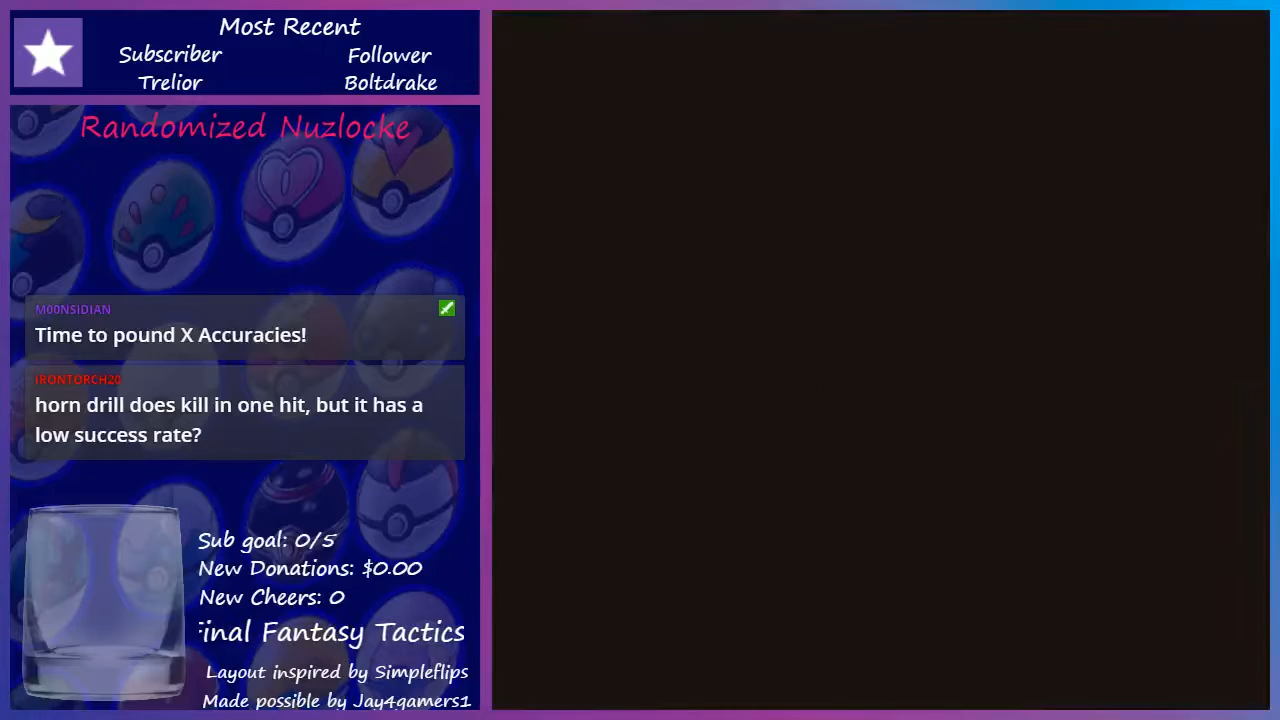 Most Recent
Subscriber
Follower
Trelior
Boltdrake
Randomized Nuzlocke
M00NSIDIAN
Time to pound X Accuracies!
IRONTORCH20
horn drill does kill in one hit, but it has a
low success rate?
Sub goal: 0/5
New Donations: $0.00
New Cheers: 0
Final Fantasy Tactics
Layout inspired by Simpleflips
Made possible by Jay4gamers1